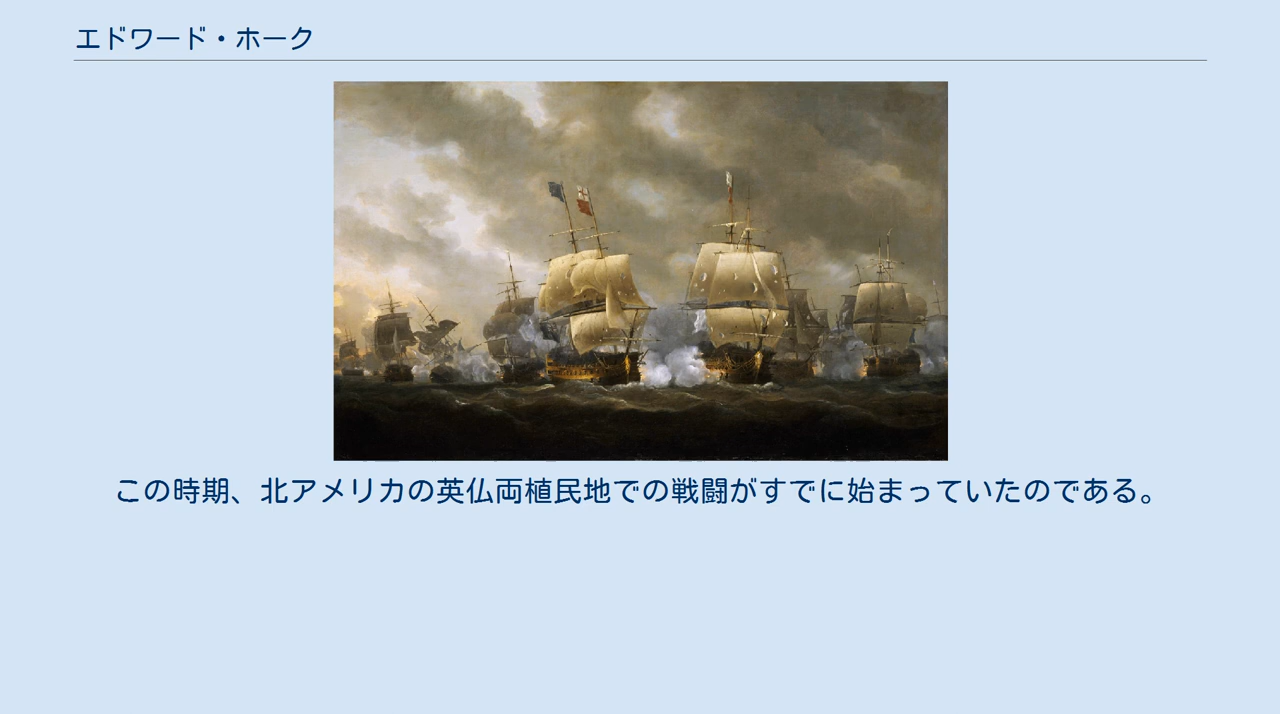 エドワード・ホーク
この時期、北アメリカの英仏両植民地での戦闘がすでに始まっていたのである。